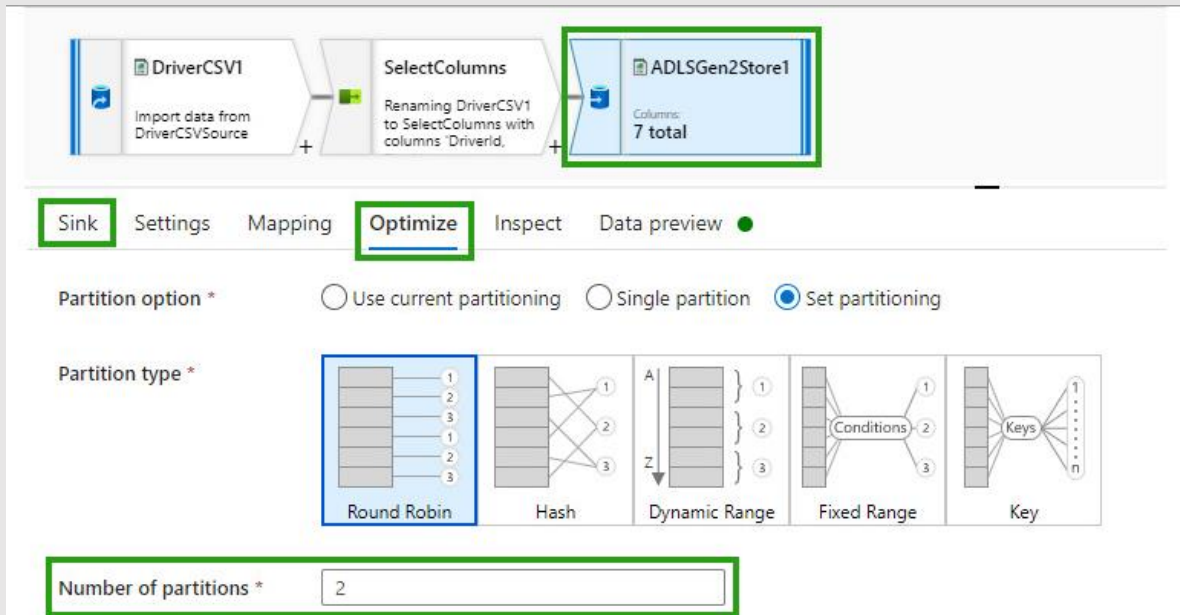 DriverCSV1
Import data from
DriverCSVSource
+
SelectColumns
Renaming DriverCSV1
to SelectColumns with
columns 'DriverId,
+
ADLSGen2Store1
Columns:
7 total
Sink Settings Mapping Optimize Inspect Data preview
Partition option * Use current partitioning Single partition Set partitioning
Partition type *
1
2
3
1
2
3
Round Robin
1
2
3
Hash
A
Z
1
2
3
Dynamic Range
Conditions
1
2
3
Fixed Range
Keys
1
n
Key
Number of partitions * 2